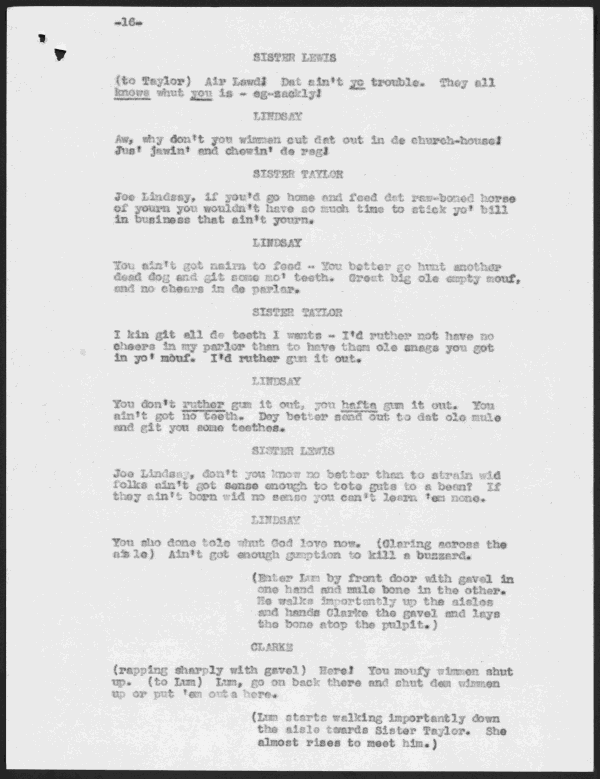 -16-
SISTER LEWIS
(to Taylor) Air Lawd! Dat ain't yo trouble. They all
knows whut you is - eg-zackly!
LINDSAY
Aw, why don't you wimmen cut dat out in de church-house!
Jus' jawin' and chewin' de rag!
SISTER TAYLOR
Joe Lindsay, if you'd go home and feed dat raw-boned horse
of yourn you wouldn't have so much time to stick yo' bill
in business that ain't yourn.
LINDSAY
You ain't got nairn to feed - You better go hunt another
dead dog and git some mo' teeth. Great big ole empty mouf,
and no cheers in de parlar.
SISTER TAYLOR
I kin git all de teeth I wants - I'd ruther not have no
cheers in my parlor than to have them ole snags you got
in yo' mouf. I'd ruther gum it out.
LINDSAY
You don't ruther gum it out, you hafta gum it out. You
ain't got no teeth. Dey better send out to dat ole mule
and git you some teethes.
SISTER LEWIS
Joe Lindsay, don't you know no better than to strain wid
folks ain't got sense enough to tote guts to a bear? If
they ain't born wid no sense you can't learn 'em none.
LINDSAY
You sho done tole whut God love now. (Glaring across the
aisle) Ain't got enough gumption to kill a buzzard.
(Enter Lum by front door with gavel in
one hand and mule bone in the other.
He walks importantly up the aisles
and hands Clarke the gavel and lays
the bone atop the pulpit.)
CLARKE
(rapping sharply with gavel) Here! You moufy wimmen shut
up. (to Lum) Lum, go on back there and shut dem wimmen
up or put 'em outa here.
(Lum starts walking importantly down
the aisle towards Sister Taylor. She
almost rises to meet him.)